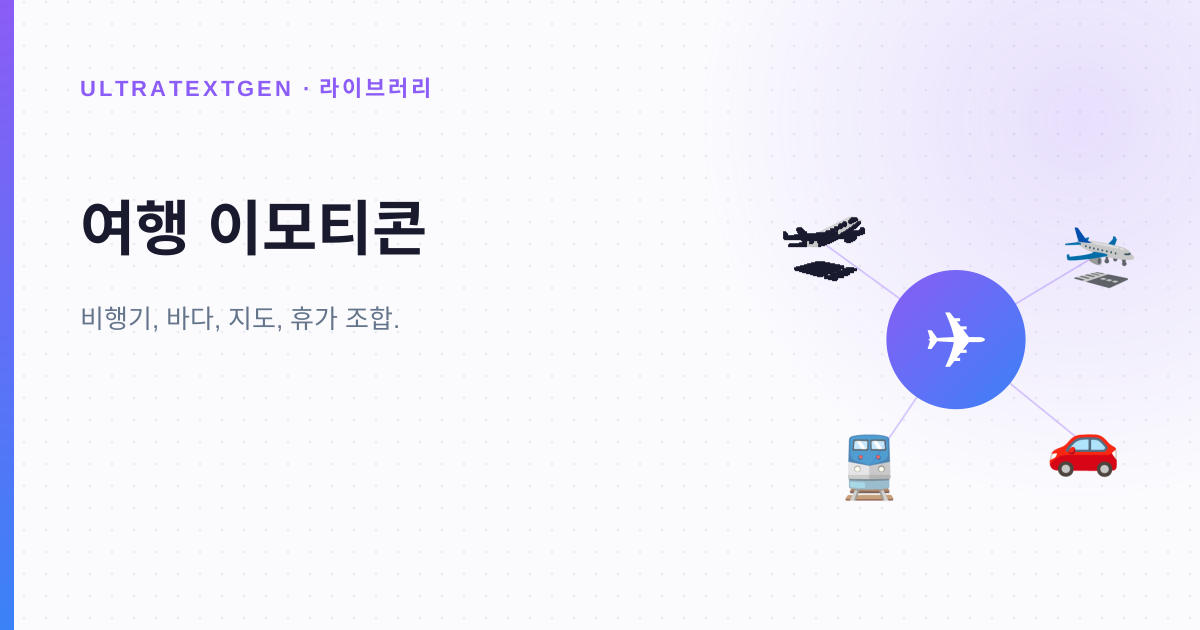 ULTRATEXTGEN · 라이브러리
여행 이모티콘
비행기, 바다, 지도, 휴가 조합.